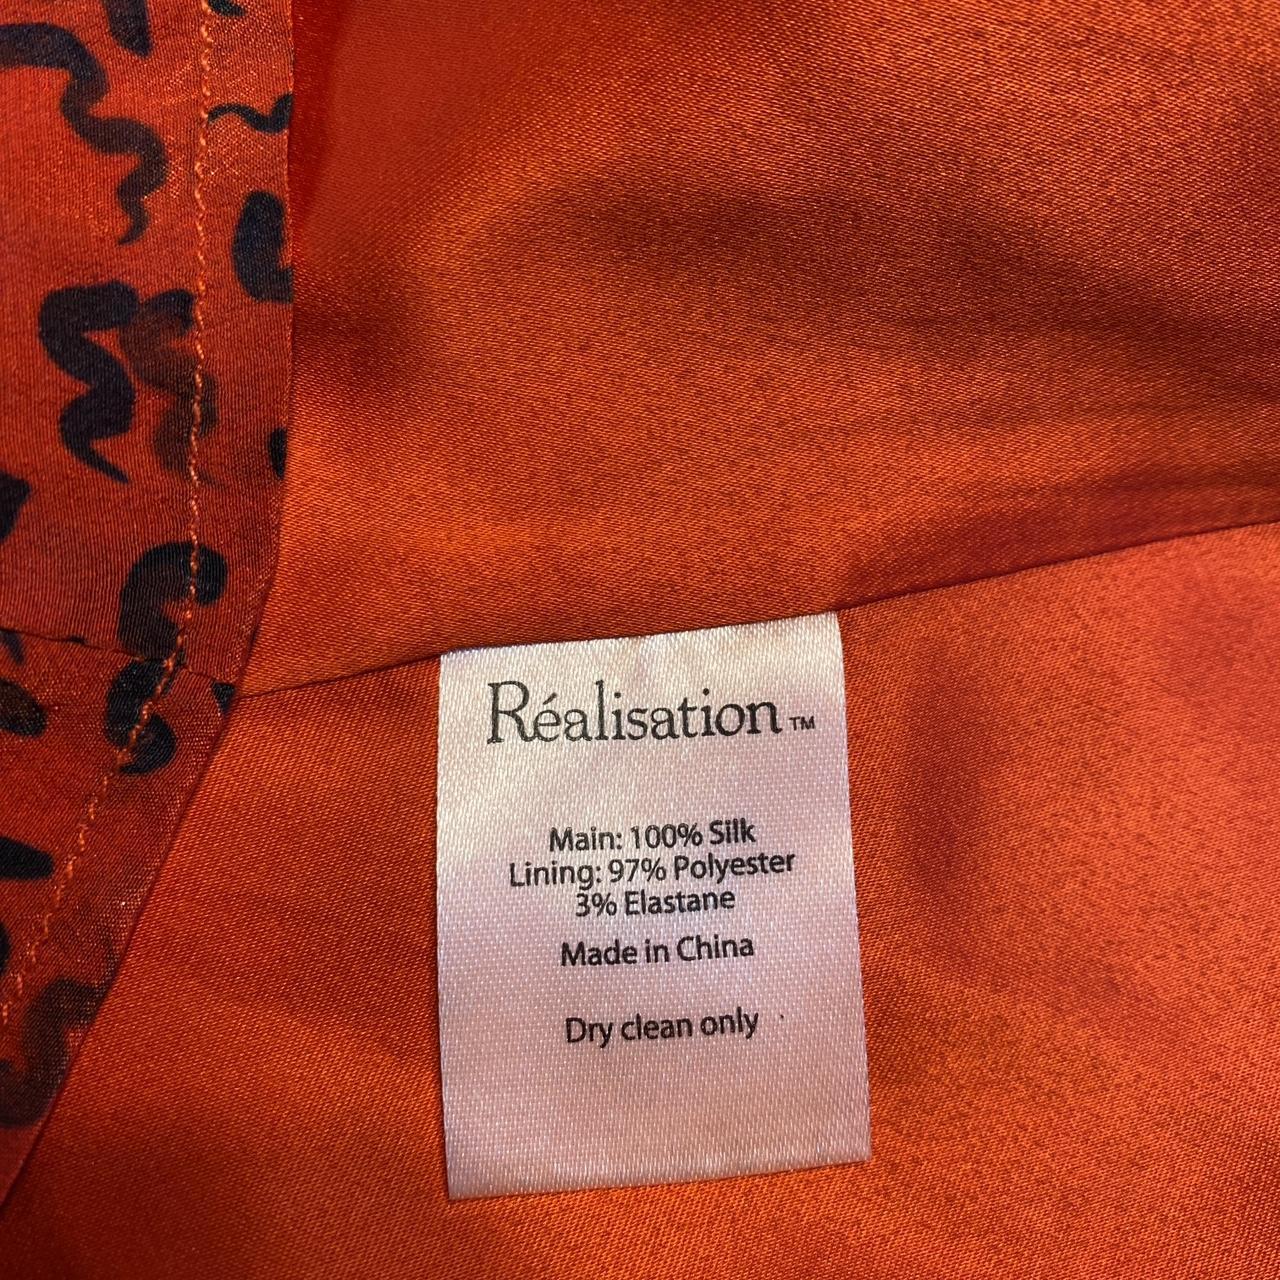 Réalisation™
Main: 100% Silk
Lining: 97% Polyester
3% Elastane
Made in China
Dry clean only